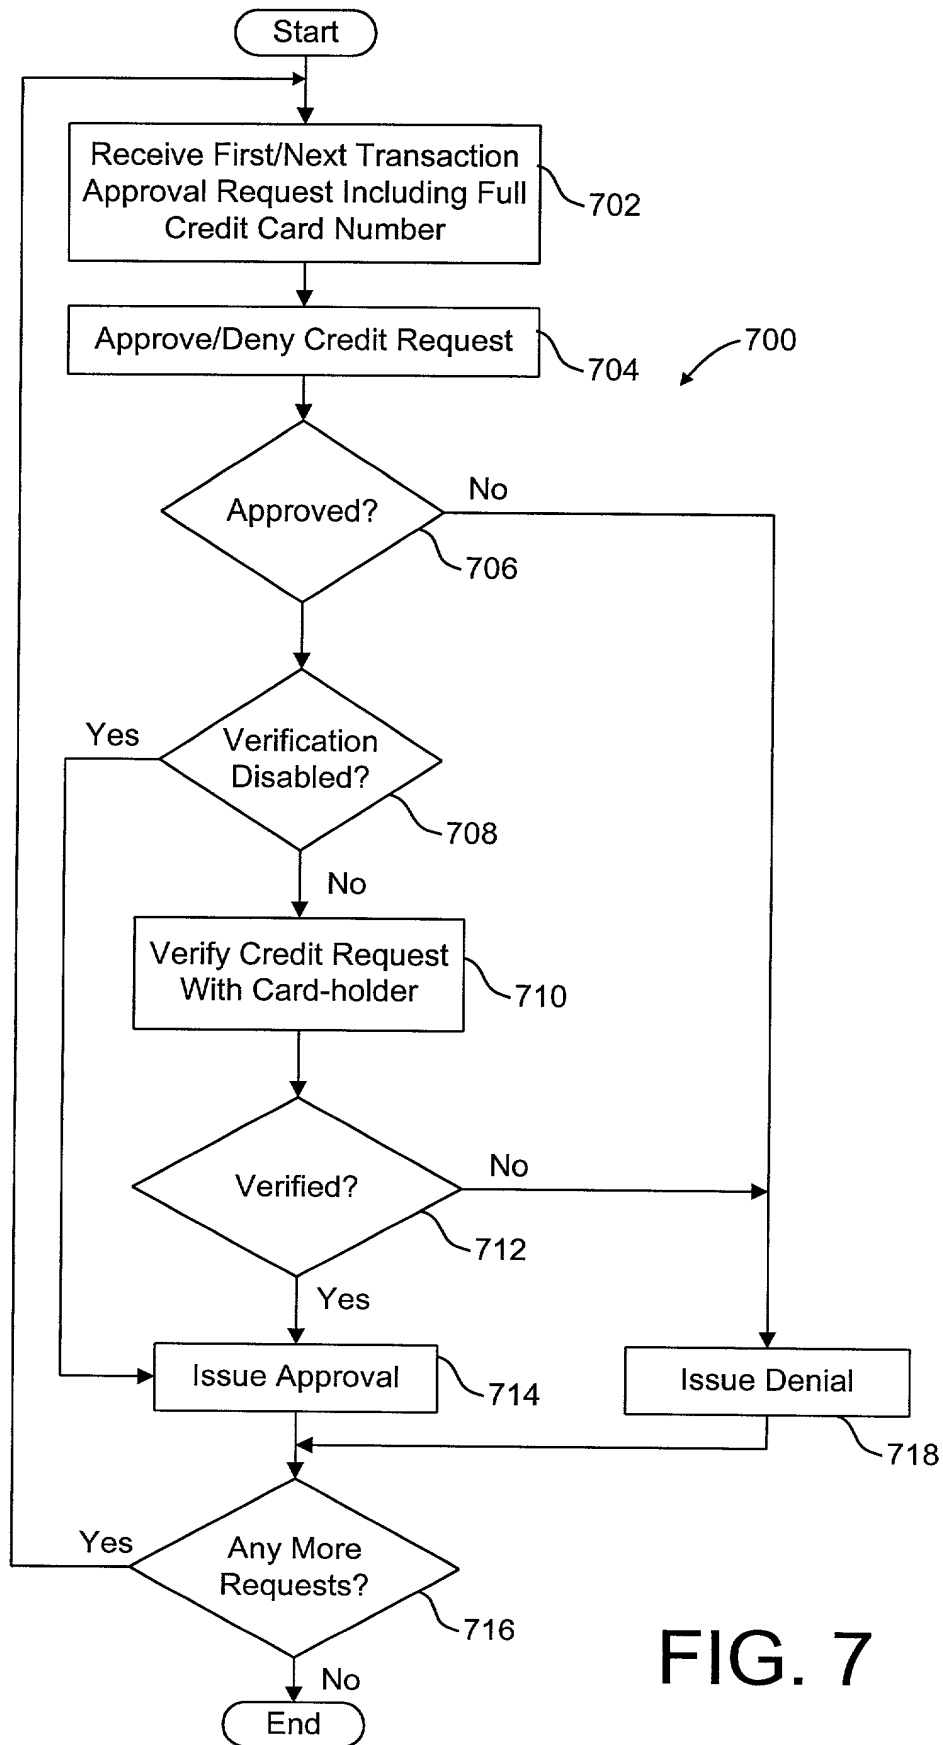 Start
Receive First/Next Transaction
Approval Request Including Full
Credit Card Number
702
Approve/Deny Credit Request
704
700
Approved?
No
706
Yes
Verification
Disabled?
708
No
Verify Credit Request
With Card-holder
710
Verified?
No
712
Yes
Issue Approval
714
Issue Denial
718
Yes
Any More
Requests?
716
No
End
FIG. 7